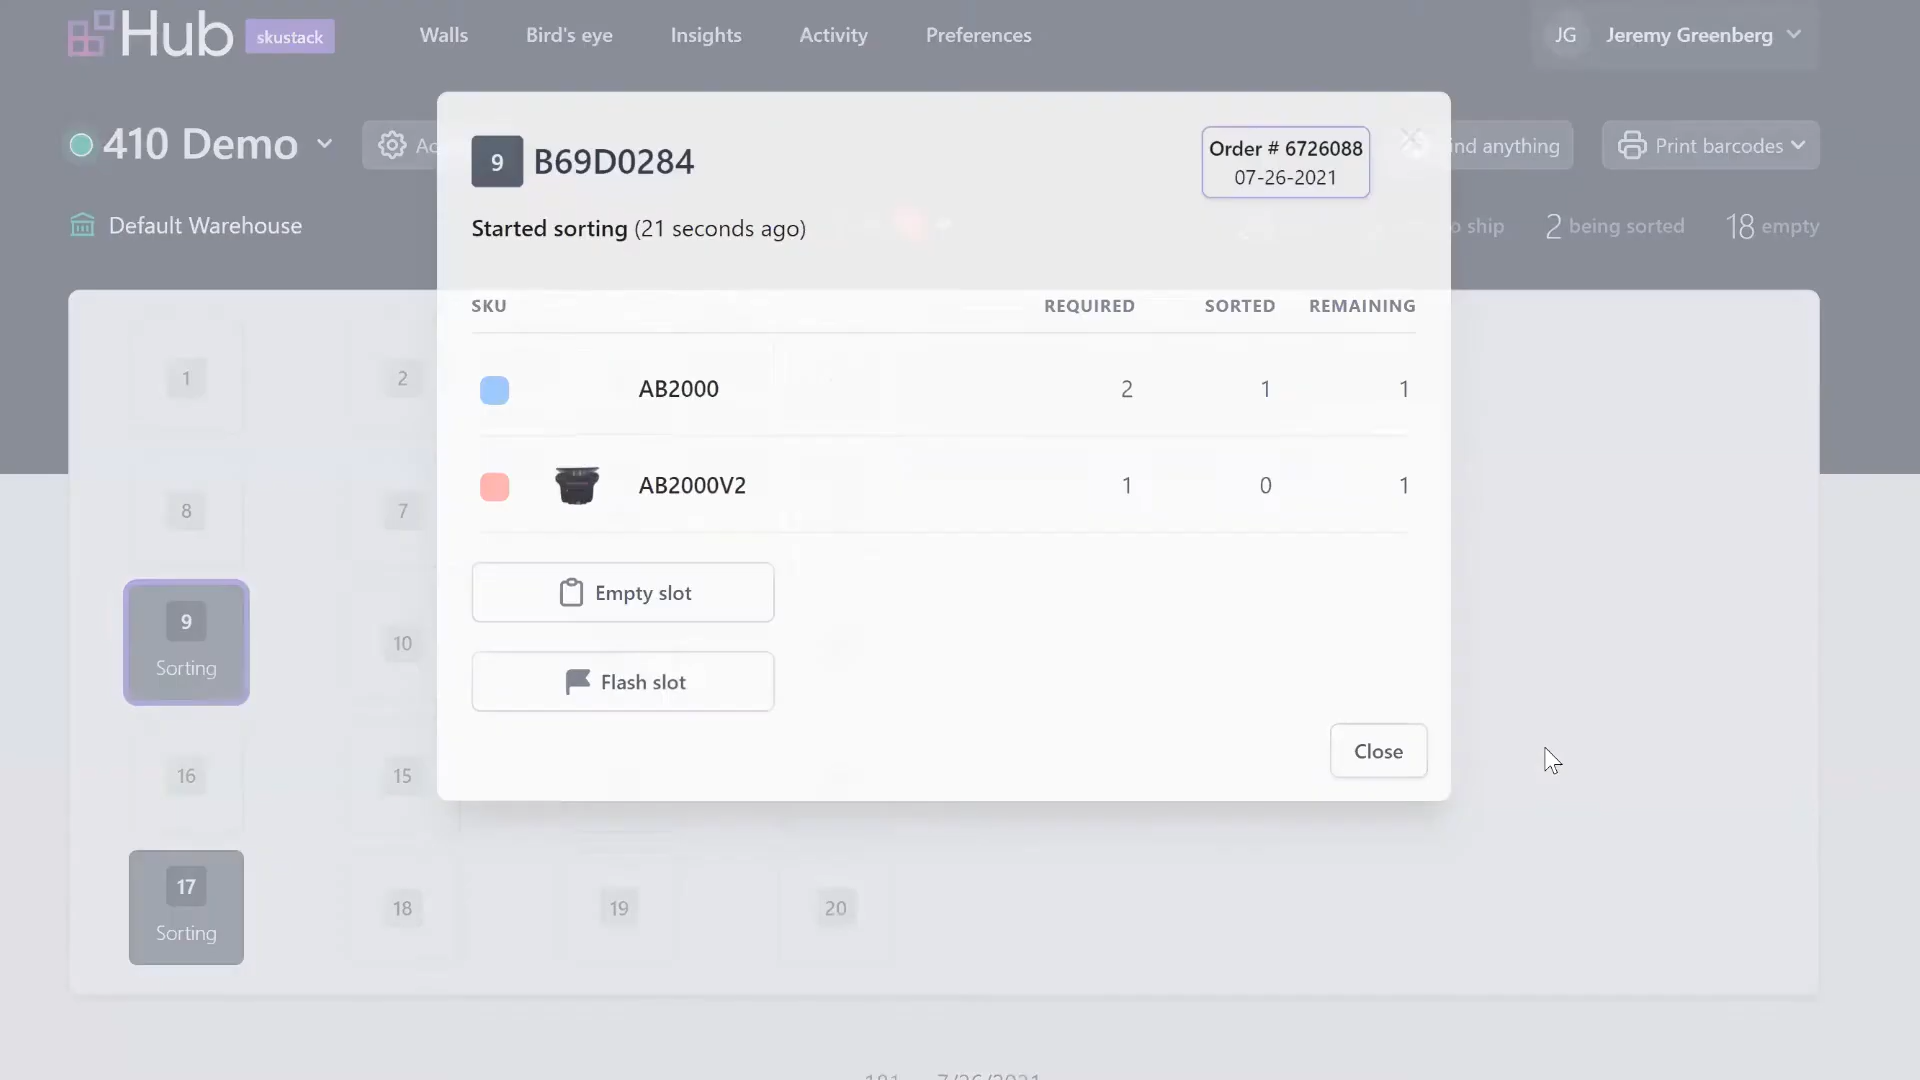 Hub skustack Walls Bird's eye Insights Activity Preferences JG Jeremy Greenberg
410 Demo
B69D0284
9
Order # 6726088
07-26-2021
ind anything
Print barcodes
Default Warehouse
Started sorting (21 seconds ago)
o ship
2 being sorted
18 empty
SKU REQUIRED SORTED REMAINING
AB2000 2 1 1
AB2000V2 1 0 1
Empty slot
Flash slot
Close
1 2
8 7
9 10
Sorting
16 15
17 18 19 20
Sorting